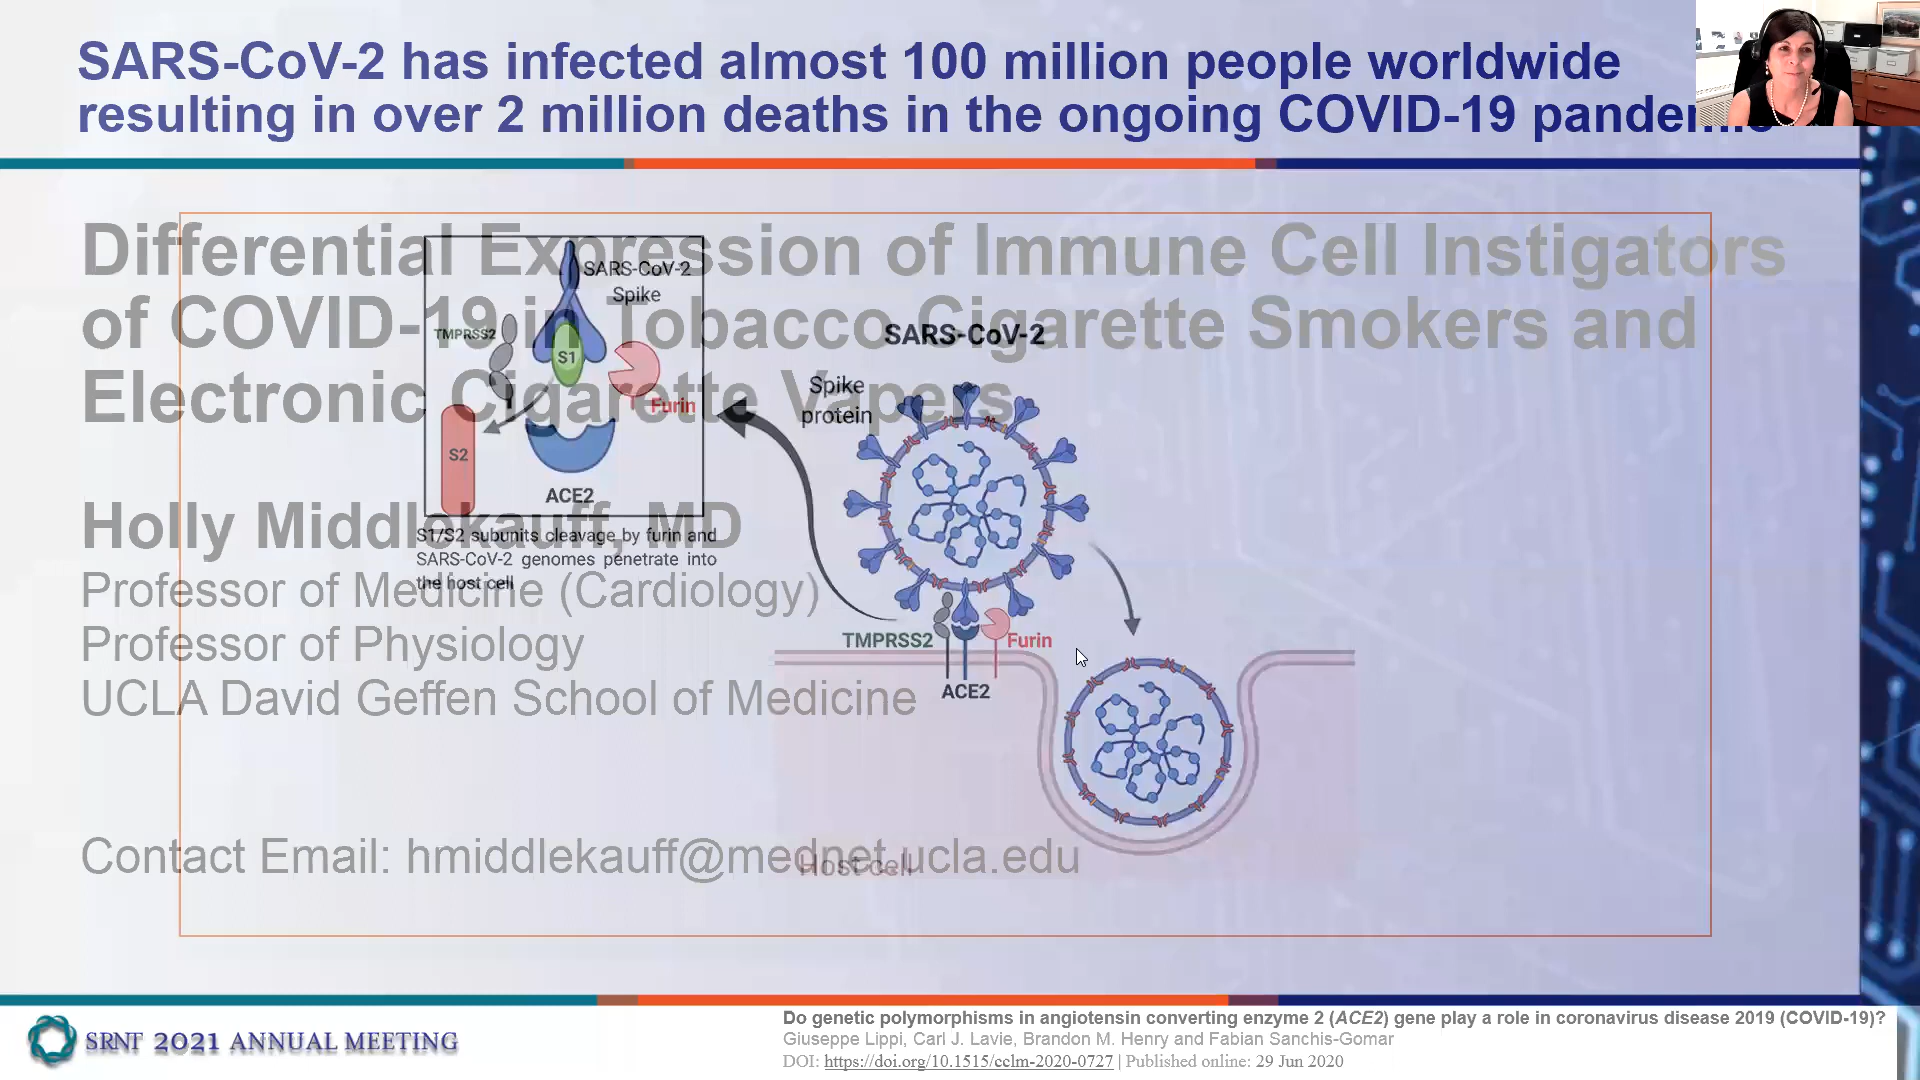 SARS-CoV-2 has infected almost 100 million people worldwide
resulting in over 2 million deaths in the ongoing COVID-19 pandemic
Differential Expression of Immune Cell Instigators
of COVID-19 in Tobacco Cigarette Smokers and
Electronic Cigarette Vapers
Holly Middlekauff, MD
Professor of Medicine (Cardiology)
Professor of Physiology
UCLA David Geffen School of Medicine
Contact Email: hmiddlekauff@mednet.ucla.edu
SARS-CoV-2
Spike
TMPRSS2
S1
Furin
S2
ACE2
S1/S2 subunits cleavage by furin and
SARS-CoV-2 genomes penetrate into
the host cell
SARS-CoV-2
Spike
protein
TMPRSS2
Furin
ACE2
Host cell
SRNT 2021 ANNUAL MEETING
Do genetic polymorphisms in angiotensin converting enzyme 2 (ACE2) gene play a role in coronavirus disease 2019 (COVID-19)?
Giuseppe Lippi, Carl J. Lavie, Brandon M. Henry and Fabian Sanchis-Gomar
DOI: https://doi.org/10.1515/cclm-2020-0727 | Published online: 29 Jun 2020